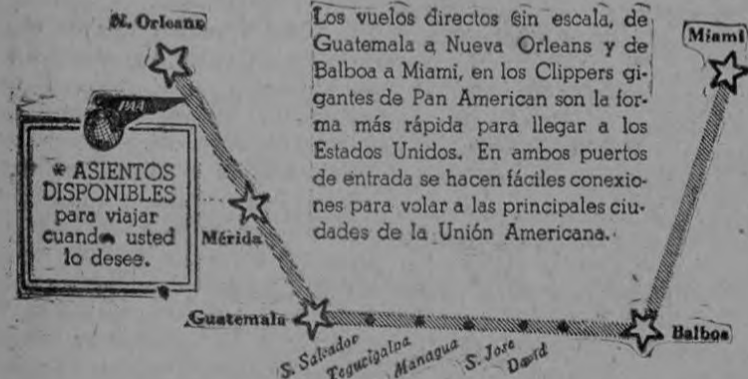 N. Orleans
Los vuelos directos sin escala, de
Guatemala a Nueva Orleans y de
Balboa a Miami, en los Clippers gi-
gantes de Pan American son la for-
ma más rápida para llegar a los
Estados Unidos. En ambos puertos
de entrada se hacen fáciles conexio-
nes para volar a las principales ciu-
dades de la Unión Americana.
Miami
PAA
* ASIENTOS
DISPONIBLES
para viajar
cuando usted
lo desee.
Mérida
Guatemala
S. Salvador
Tegucigalpa
Managua
S. Jose
David
Balboa